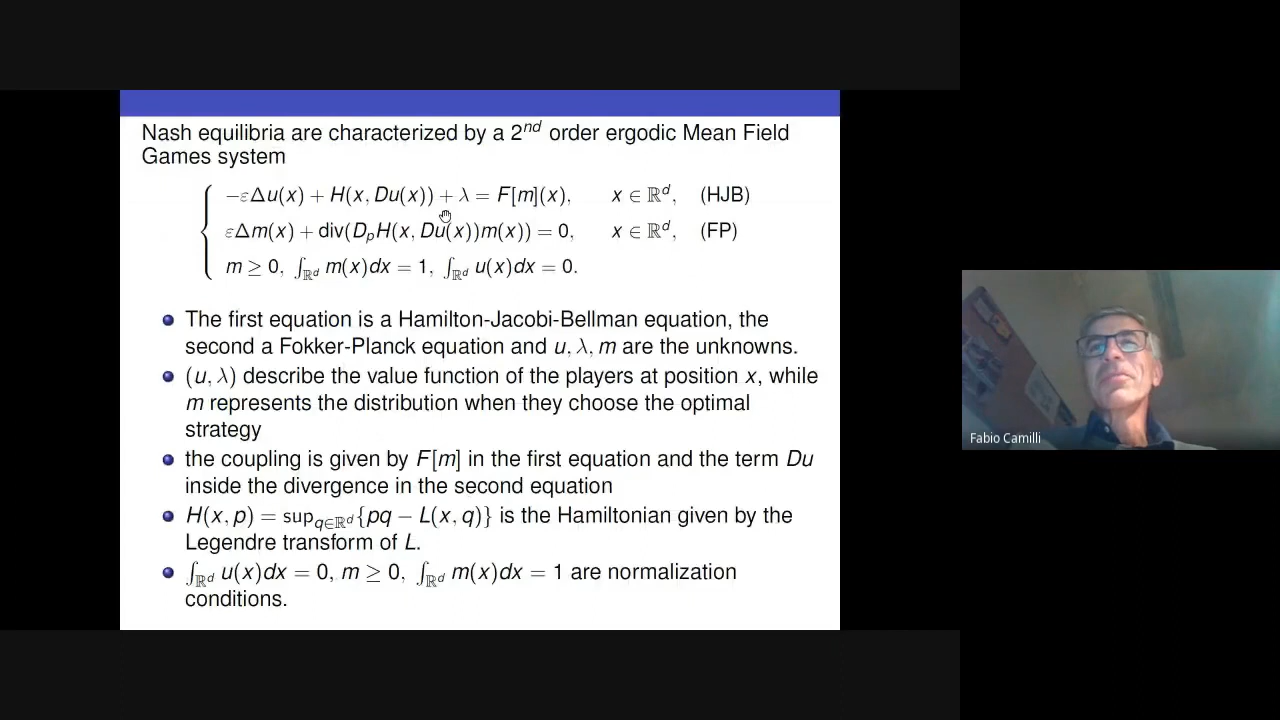 Nash equilibria are characterized by a 2nd order ergodic Mean Field
Games system
−εΔu(x) + H(x, Du(x)) + λ = F[m](x), x ∈ ℝd, (HJB)
εΔm(x) + div(DpH(x, Du(x))m(x)) = 0, x ∈ ℝd, (FP)
m ≥ 0, ∫ℝd m(x)dx = 1, ∫ℝd u(x)dx = 0.
The first equation is a Hamilton-Jacobi-Bellman equation, the
second a Fokker-Planck equation and u, λ, m are the unknowns.
(u, λ) describe the value function of the players at position x, while
m represents the distribution when they choose the optimal
strategy
the coupling is given by F[m] in the first equation and the term Du
inside the divergence in the second equation
H(x, p) = supq∈ℝd{pq − L(x, q)} is the Hamiltonian given by the
Legendre transform of L.
∫ℝd u(x)dx = 0, m ≥ 0, ∫ℝd m(x)dx = 1 are normalization
conditions.
Fabio Camilli